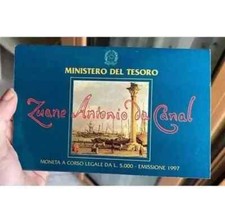 MINISTERO DEL TESORO
Zuane Antonio Da Canal
MONETA A CORSO LEGALE DA L. 5.000 - EMISSIONE 1997